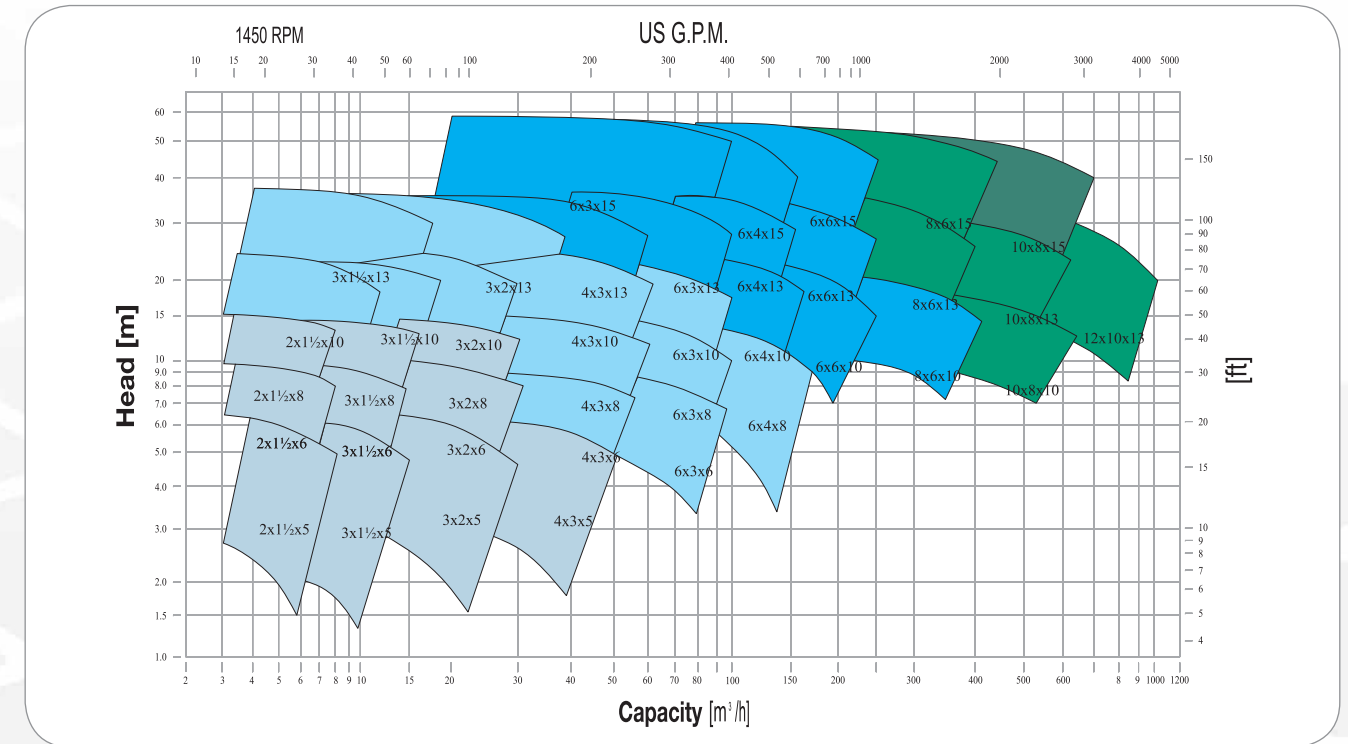 1450 RPM US G.P.M.
10 15 20 30 40 50 60 100 200 300 400 500 700 1000 2000 3000 4000 5000
60
50
150
40
6x3x15
30
100
6x6x15
8x6x15
6x4x15
90
10x8x15
80
3x1½x13
70
20
3x2x13
6x3x13
6x4x13
4x3x13
60
6x6x13
8x6x13
15
50
10x8x13
2x1½x10
3x1½x10
3x2x10
4x3x10
40
12x10x13
10
6x3x10
6x4x10
9.0
6x6x10
30
8x6x10
8.0
10x8x10
2x1½x8
3x1½x8
3x2x8
4x3x8
7.0
6x3x8
20
6.0
6x4x8
2x1½x6
3x1½x6
3x2x6
5.0
4x3x6
15
6x3x6
4.0
3.0
2x1½x5
3x1½x5
3x2x5
4x3x5
10
9
8
7
2.0
6
1.5
5
4
1.0
Head [m]
[ft]
2 3 4 5 6 7 8 9 10 15 20 30 40 50 60 70 80 100 150 200 300 400 500 600 8 9 1000 1200
Capacity [m³/h]